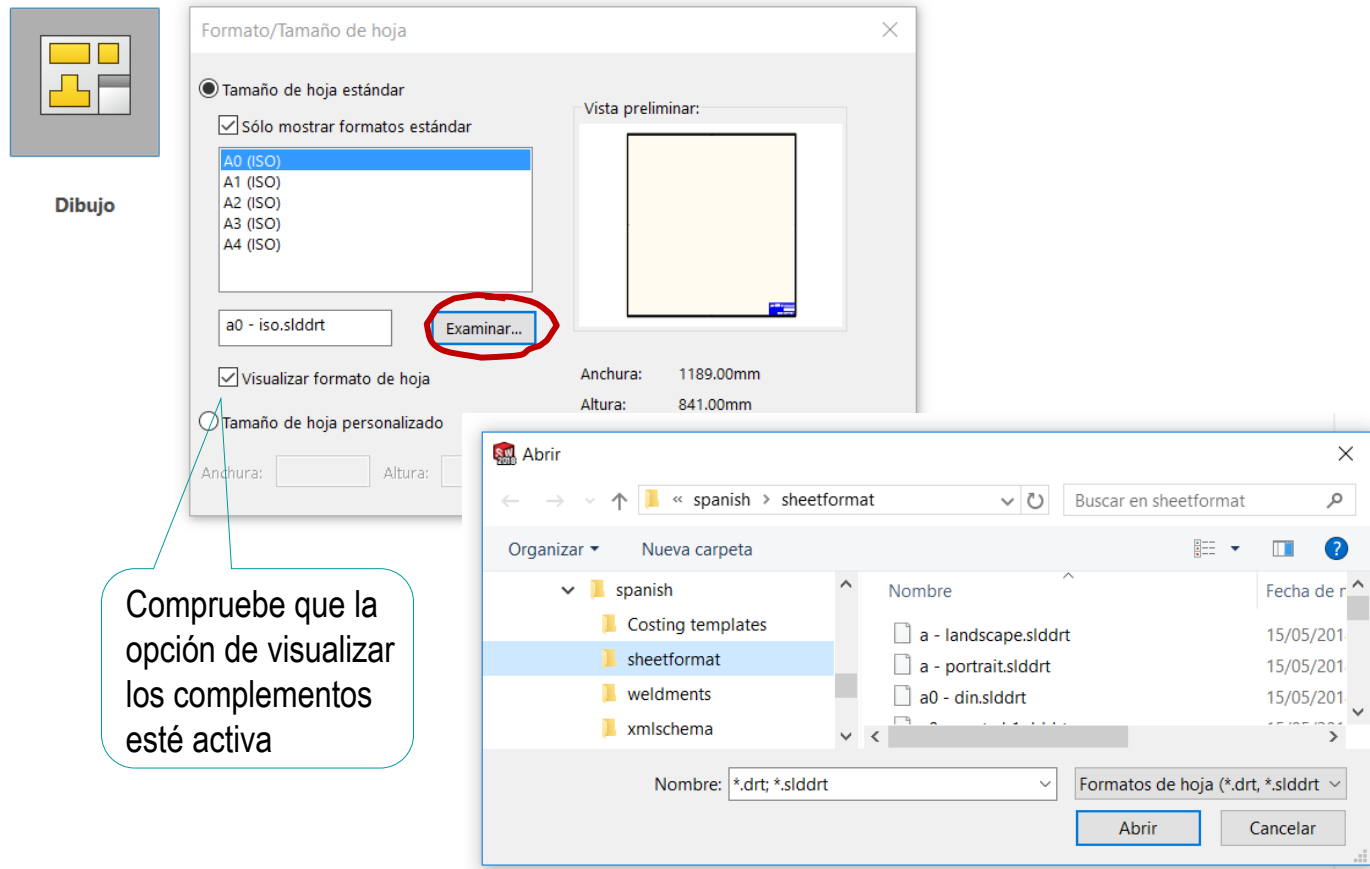 Dibujo
Formato/Tamaño de hoja
Tamaño de hoja estándar
Sólo mostrar formatos estándar
A0 (ISO)
A1 (ISO)
A2 (ISO)
A3 (ISO)
A4 (ISO)
a0 - iso.slddrt
Examinar...
Visualizar formato de hoja
Tamaño de hoja personalizado
Anchura:
Altura:
Vista preliminar:
Anchura: 1189.00mm
Altura: 841.00mm
Compruebe que la
opción de visualizar
los complementos
esté activa
Abrir
« spanish > sheetformat
Buscar en sheetformat
Organizar
Nueva carpeta
spanish
Costing templates
sheetformat
weldments
xmlschema
Nombre
Fecha de
a - landscape.slddrt
15/05/201
a - portrait.slddrt
15/05/201
a0 - din.slddrt
15/05/201
Nombre: *.drt; *.slddrt
Formatos de hoja (*.drt, *.slddrt
Abrir
Cancelar